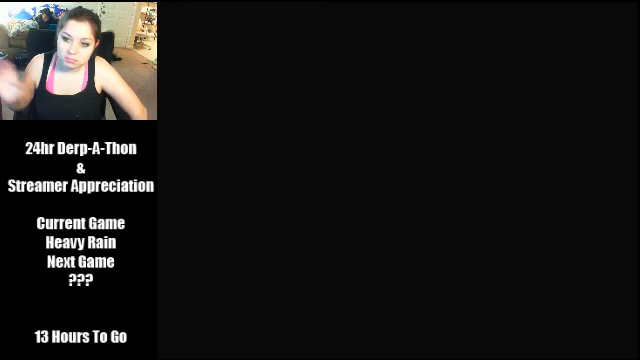 24hr Derp-A-Thon
&
Streamer Appreciation
Current Game
Heavy Rain
Next Game
???
13 Hours To Go